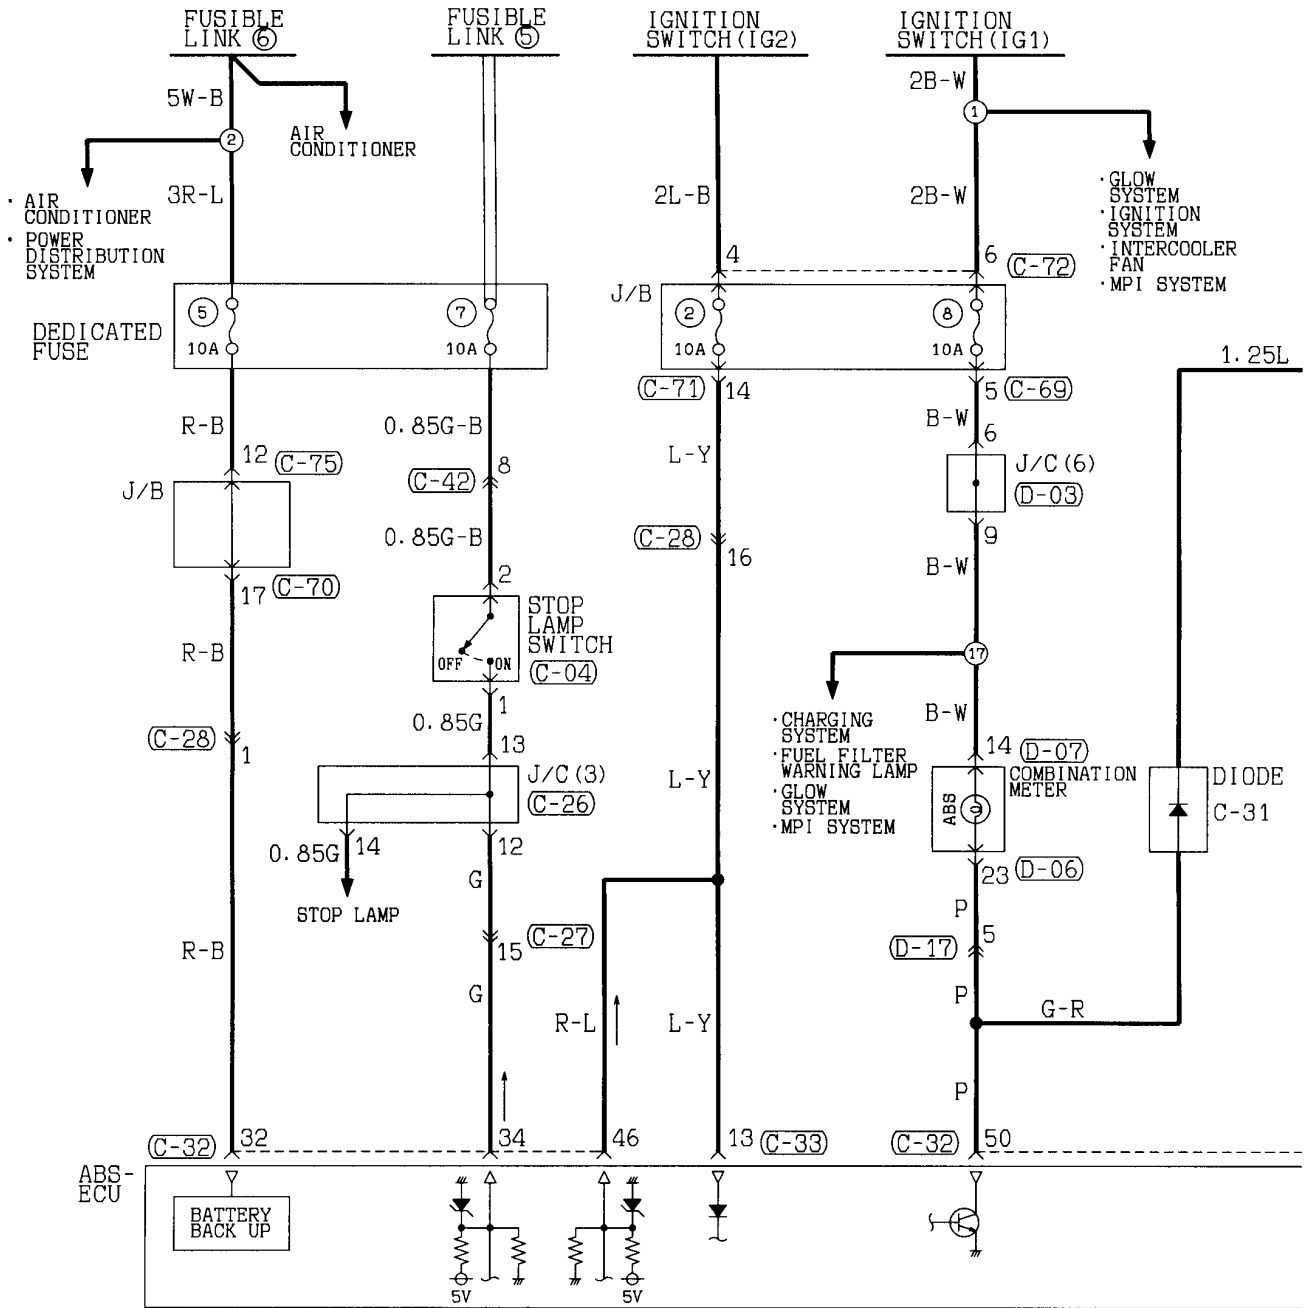 FUSIBLE
LINK ⑥
FUSIBLE
LINK ⑤
IGNITION
SWITCH(IG2)
IGNITION
SWITCH(IG1)
5W-B
2B-W
2
1
AIR
CONDITIONER
3R-L
2L-B
2B-W
· AIR
CONDITIONER
· POWER
DISTRIBUTION
SYSTEM
·GLOW
SYSTEM
·IGNITION
SYSTEM
·INTERCOOLER
FAN
·MPI SYSTEM
4
6
C-72
J/B
DEDICATED
FUSE
5
10A
7
10A
2
10A
8
10A
1.25L
C-71
14
5
C-69
R-B
0.85G-B
L-Y
B-W
6
12
C-75
8
C-42
J/C(6)
D-03
J/B
0.85G-B
C-28
16
9
B-W
17
C-70
2
STOP
LAMP
SWITCH
C-04
OFF
ON
R-B
17
1
0.85G
B-W
·CHARGING
SYSTEM
·FUEL FILTER
WARNING LAMP
·GLOW
SYSTEM
·MPI SYSTEM
C-28
1
13
14
D-07
J/C(3)
C-26
L-Y
COMBINATION
METER
ABS
DIODE
C-31
0.85G
14
12
23
D-06
G
STOP LAMP
P
R-B
15
C-27
5
D-17
G
P
R-L
L-Y
G-R
P
C-32
32
34
46
13
C-33
C-32
50
ABS-
ECU
BATTERY
BACK UP
5V
5V